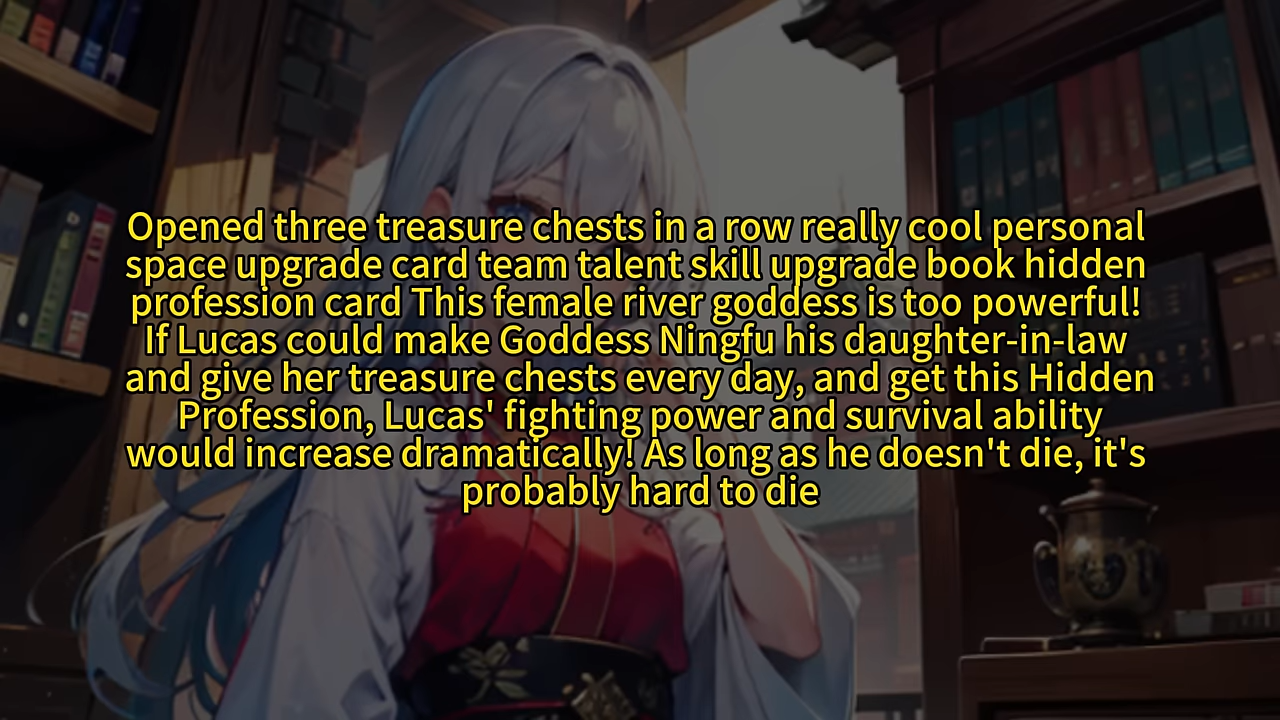 Opened three treasure chests in a row really cool personal
space upgrade card team talent skill upgrade book hidden
profession card This female river goddess is too powerful!
If Lucas could make Goddess Ningfu his daughter-in-law
and give her treasure chests every day, and get this Hidden
Profession, Lucas' fighting power and survival ability
would increase dramatically! As long as he doesn't die, it's
probably hard to die